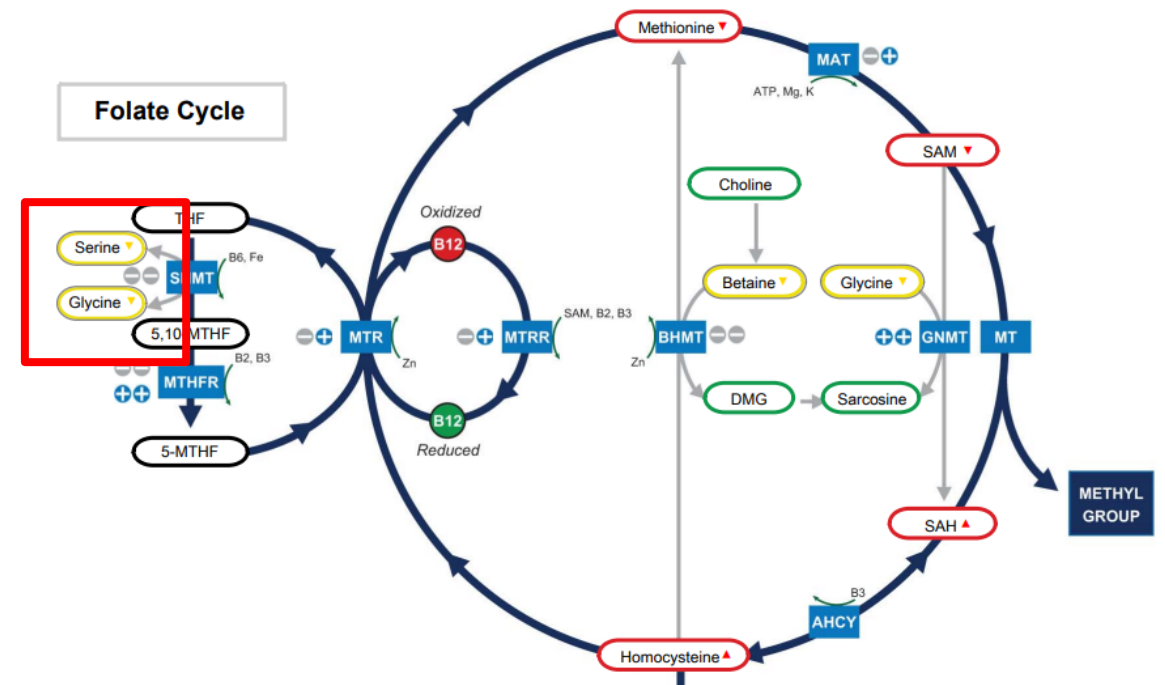 Methionine
MAT
ATP, Mg, K
Folate Cycle
SAM
Choline
Oxidized
THF
B12
Serine
B6, Fe
SHMT
Glycine
Betaine
Glycine
SAM, B2, B3
5,10-MTHF
MTR
MTRR
BHMT
GNMT
MT
Zn
Zn
B2, B3
MTHFR
DMG
Sarcosine
B12
Reduced
5-MTHF
METHYL
GROUP
SAH
B3
AHCY
Homocysteine